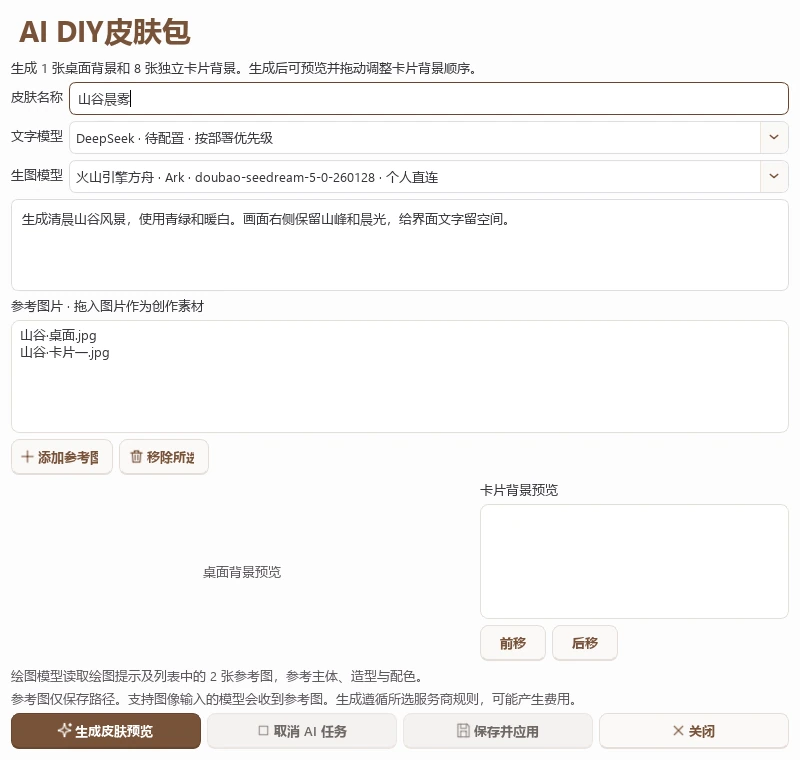 AI DIY皮肤包
生成 1 张桌面背景和 8 张独立卡片背景。生成后可预览并拖动调整卡片背景顺序。
皮肤名称 山谷晨雾
文字模型 DeepSeek · 待配置 · 按部署优先级
生图模型 火山引擎方舟 · Ark · doubao-seedream-5-0-260128 · 个人直连
生成清晨山谷风景，使用青绿和暖白。画面右侧保留山峰和晨光，给界面文字留空间。
参考图片 · 拖入图片作为创作素材
山谷·桌面.jpg
山谷·卡片一.jpg
添加参考图 移除所选
卡片背景预览
桌面背景预览
前移 后移
绘图模型读取绘图提示及列表中的 2 张参考图，参考主体、造型与配色。
参考图仅保存路径。支持图像输入的模型会收到参考图。生成遵循所选服务商规则，可能产生费用。
生成皮肤预览 取消 AI 任务 保存并应用 关闭